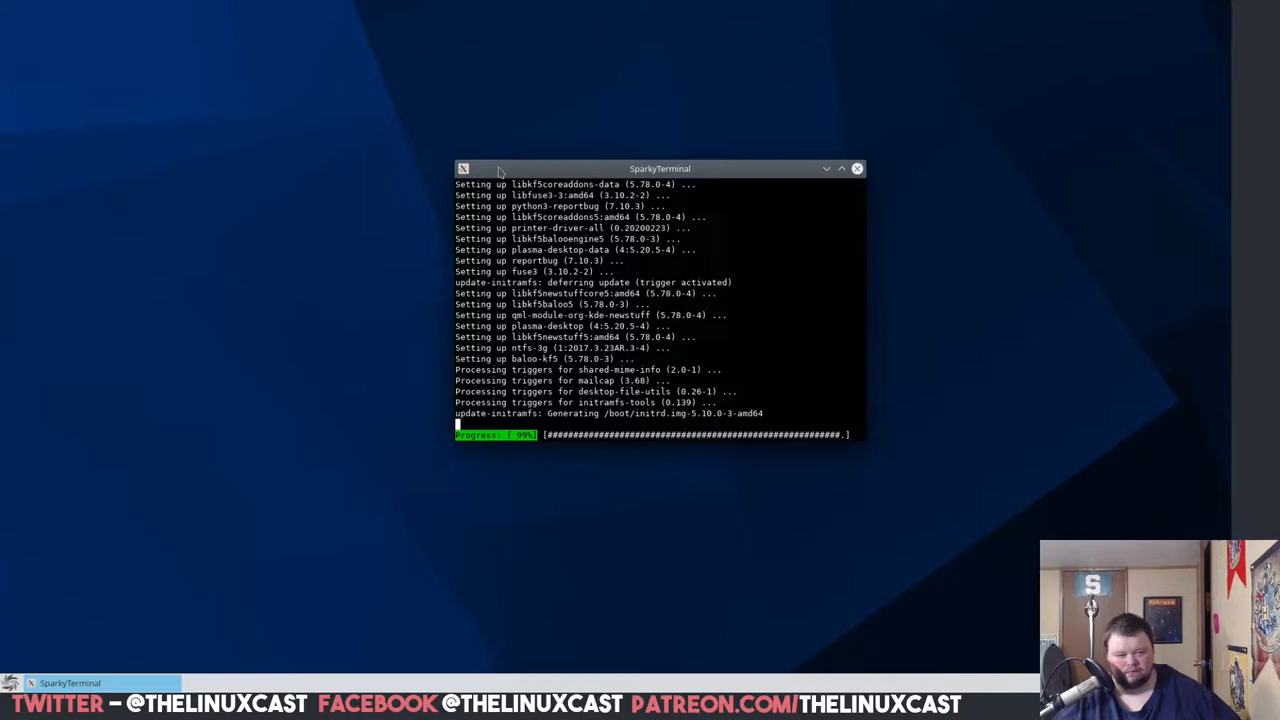 SparkyTerminal
Setting up libkf5coreaddons-data (5.78.0-4) ...
Setting up libfuse3-3:amd64 (3.10.2-2) ...
Setting up python3-reportbug (7.10.3) ...
Setting up libkf5coreaddons5:amd64 (5.78.0-4) ...
Setting up printer-driver-all (0.20200223) ...
Setting up libkf5balooengine5 (5.78.0-3) ...
Setting up plasma-desktop-data (4:5.20.5-4) ...
Setting up reportbug (7.10.3) ...
Setting up fuse3 (3.10.2-2) ...
update-initramfs: deferring update (trigger activated)
Setting up libkf5newstuffcore5:amd64 (5.78.0-4) ...
Setting up libkf5baloo5 (5.78.0-3) ...
Setting up qml-module-org-kde-newstuff (5.78.0-4) ...
Setting up plasma-desktop (4:5.20.5-4) ...
Setting up libkf5newstuff5:amd64 (5.78.0-4) ...
Setting up ntfs-3g (1:2017.3.23AR.3-4) ...
Setting up baloo-kf5 (5.78.0-3) ...
Processing triggers for shared-mime-info (2.0-1) ...
Processing triggers for mailcap (3.68) ...
Processing triggers for desktop-file-utils (0.26-1) ...
Processing triggers for initramfs-tools (0.139) ...
update-initramfs: Generating /boot/initrd.img-5.10.0-3-amd64
Progress: [ 99%] [##########################################################.]
S
SparkyTerminal
TWITTER – @THELINUXCAST FACEBOOK @THELINUXCAST PATREON.COM/THELINUXCAST